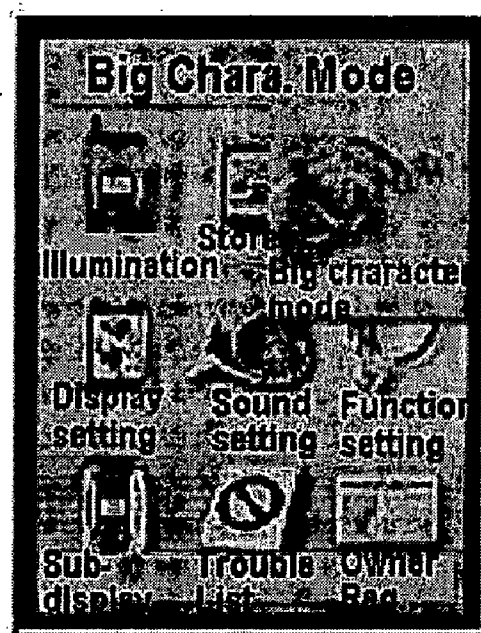 Big Chara. Mode
Illumination
Store
Big character
mode
Display
setting
Sound
setting
Function
setting
Sub-
display
Trouble
List
Owner
Reg